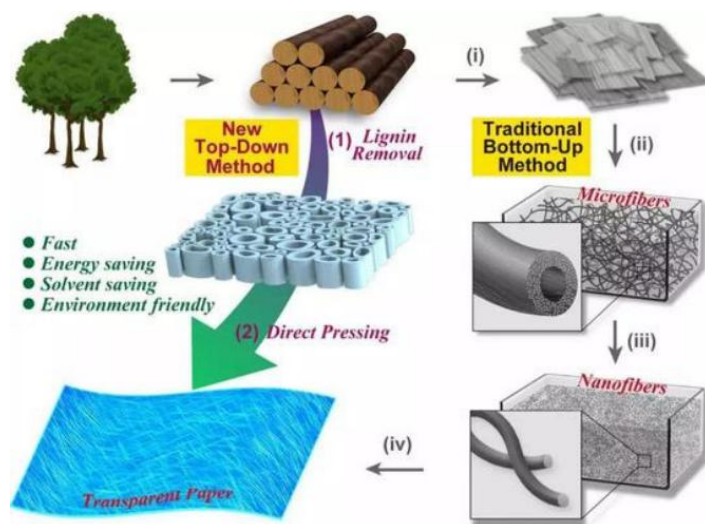 (i)
New
Top-Down
Method
(1) Lignin
Removal
Traditional
Bottom-Up
Method
(ii)
Microfibers
Fast
Energy saving
Solvent saving
Environment friendly
(2) Direct Pressing
(iii)
Nanofibers
(iv)
Transparent Paper